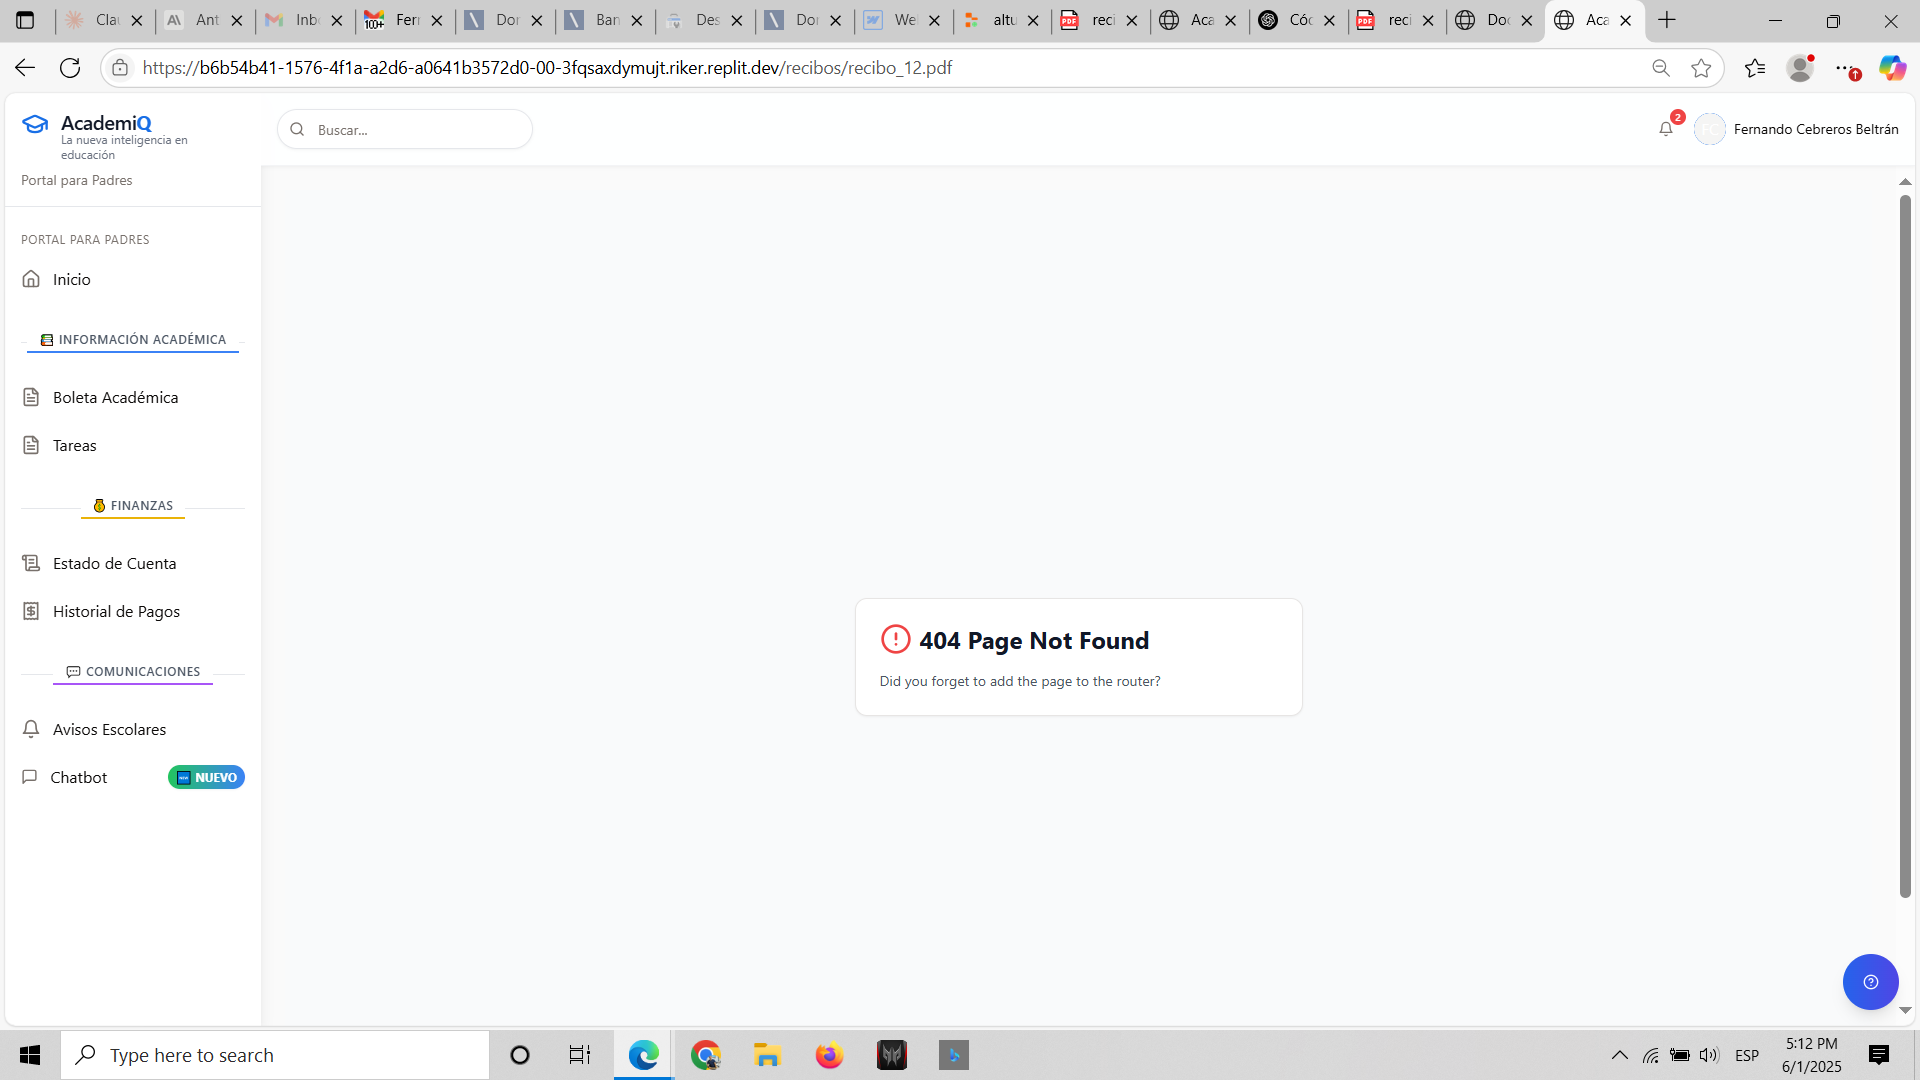 Cla
Ant
Inb
Ferr
Dor
Ban
Des
Dor
We
altu
reci
Aca
Cóc
reci
Doc
Aca
https://b6b54b41-1576-4f1a-a2d6-a0641b3572d0-00-3fqsaxdymujt.riker.replit.dev/recibos/recibo_12.pdf
AcademiQ
La nueva inteligencia en
educación
Portal para Padres
Buscar...
2
Fernando Cebreros Beltrán
PORTAL PARA PADRES
Inicio
INFORMACIÓN ACADÉMICA
Boleta Académica
Tareas
FINANZAS
Estado de Cuenta
Historial de Pagos
COMUNICACIONES
Avisos Escolares
Chatbot
NUEVO
404 Page Not Found
Did you forget to add the page to the router?
Type here to search
ESP
5:12 PM
6/1/2025